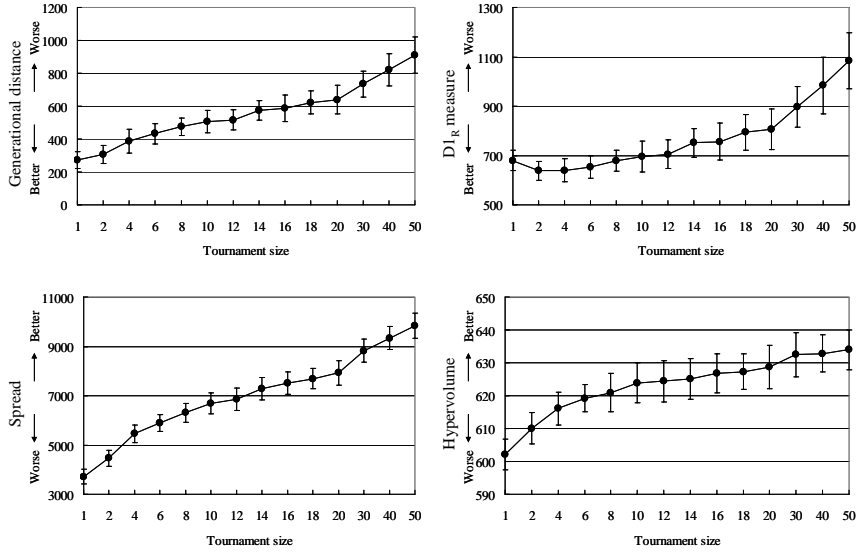 1200
1000
800
600
400
200
0
Generational distance
Worse
Better
1 2 4 6 8 10 12 14 16 18 20 30 40 50
Tournament size
1300
1100
900
700
500
D1R measure
Worse
Better
1 2 4 6 8 10 12 14 16 18 20 30 40 50
Tournament size
11000
9000
7000
5000
3000
Spread
Better
Worse
1 2 4 6 8 10 12 14 16 18 20 30 40 50
Tournament size
650
640
630
620
610
600
590
Hypervolume
Better
Worse
1 2 4 6 8 10 12 14 16 18 20 30 40 50
Tournament size